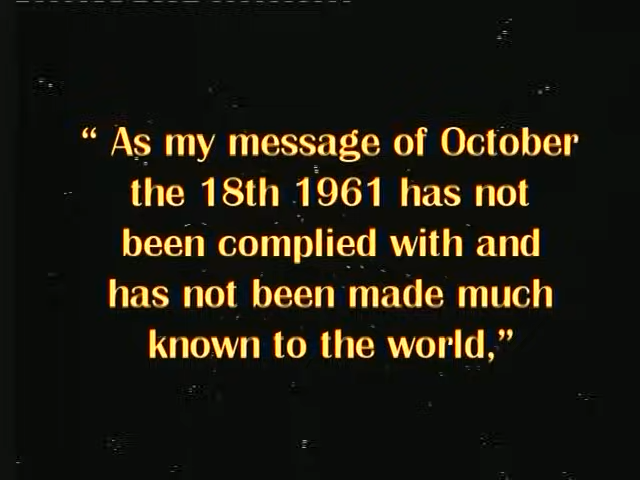 “ As my message of October
the 18th 1961 has not
been complied with and
has not been made much
known to the world,”